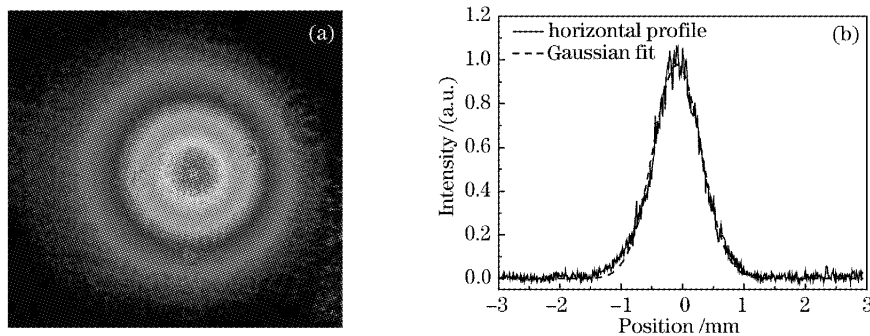 (a)
(b)
horizontal profile
Gaussian fit
Intensity /(a.u.)
1.2
1.0
0.8
0.6
0.4
0.2
0.0
−3 −2 −1 0 1 2 3
Position /mm